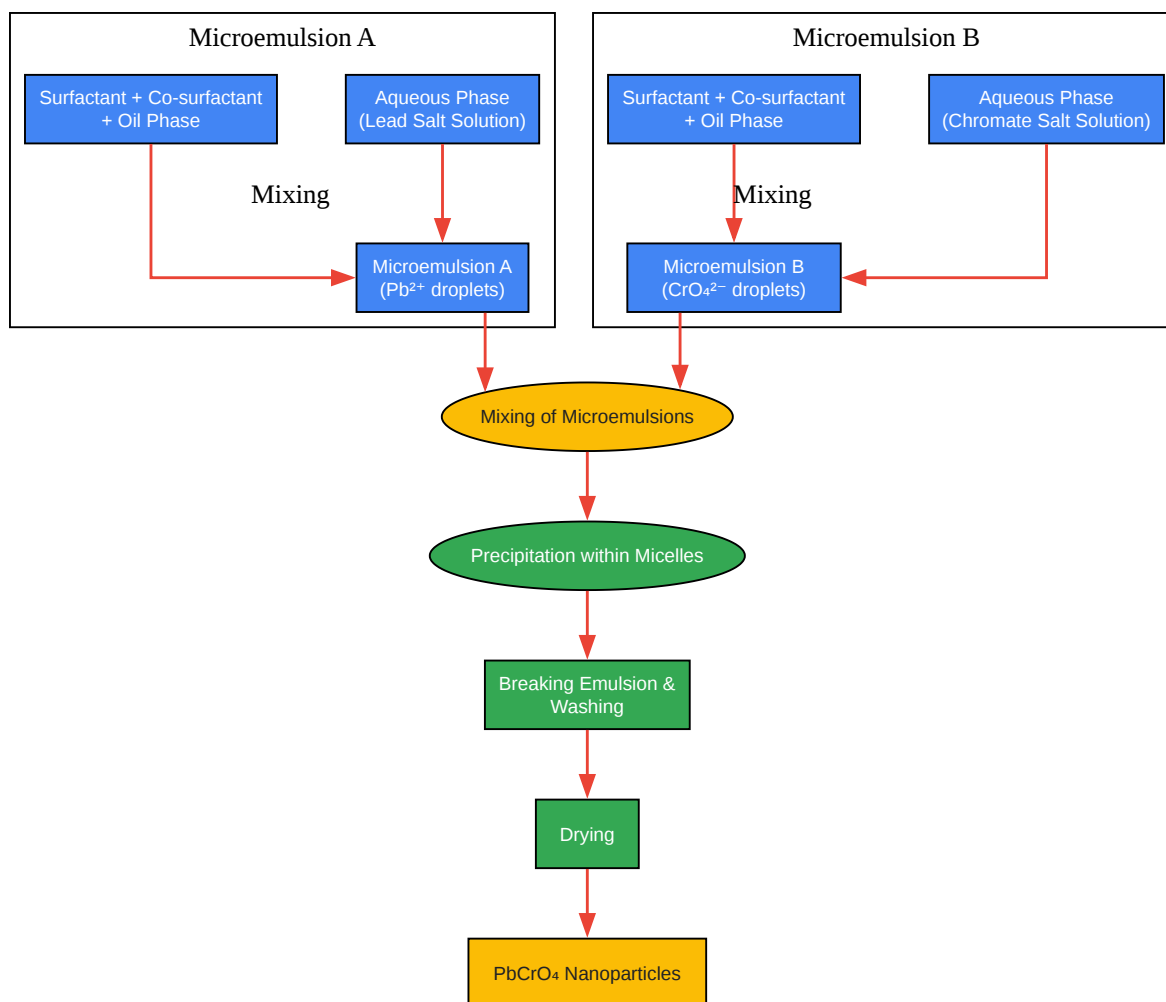 Microemulsion A
Surfactant + Co-surfactant
+ Oil Phase
Aqueous Phase
(Lead Salt Solution)
Mixing
Microemulsion A
(Pb²⁺ droplets)
Microemulsion B
Surfactant + Co-surfactant
+ Oil Phase
Aqueous Phase
(Chromate Salt Solution)
Mixing
Microemulsion B
(CrO₄²⁻ droplets)
Mixing of Microemulsions
Precipitation within Micelles
Breaking Emulsion &
Washing
Drying
PbCrO₄ Nanoparticles